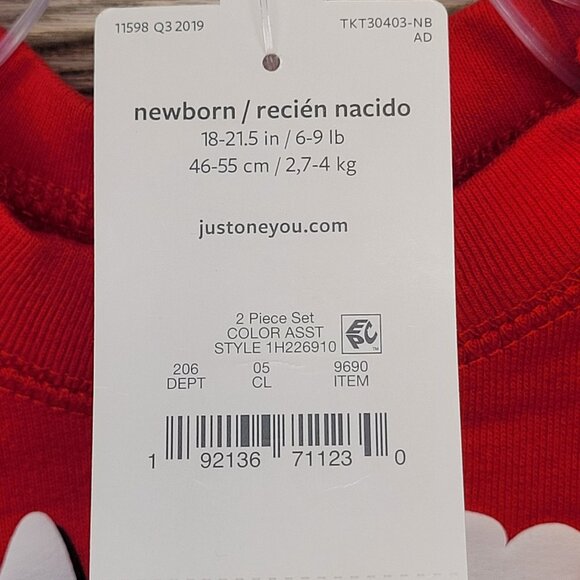 11598 Q3 2019 TKT30403-NB
AD
newborn / recién nacido
18-21.5 in / 6-9 lb
46-55 cm / 2,7-4 kg
justoneyou.com
2 Piece Set
COLOR ASST
STYLE 1H226910
EPC™
206 05 9690
DEPT CL ITEM
1 92136 71123 0